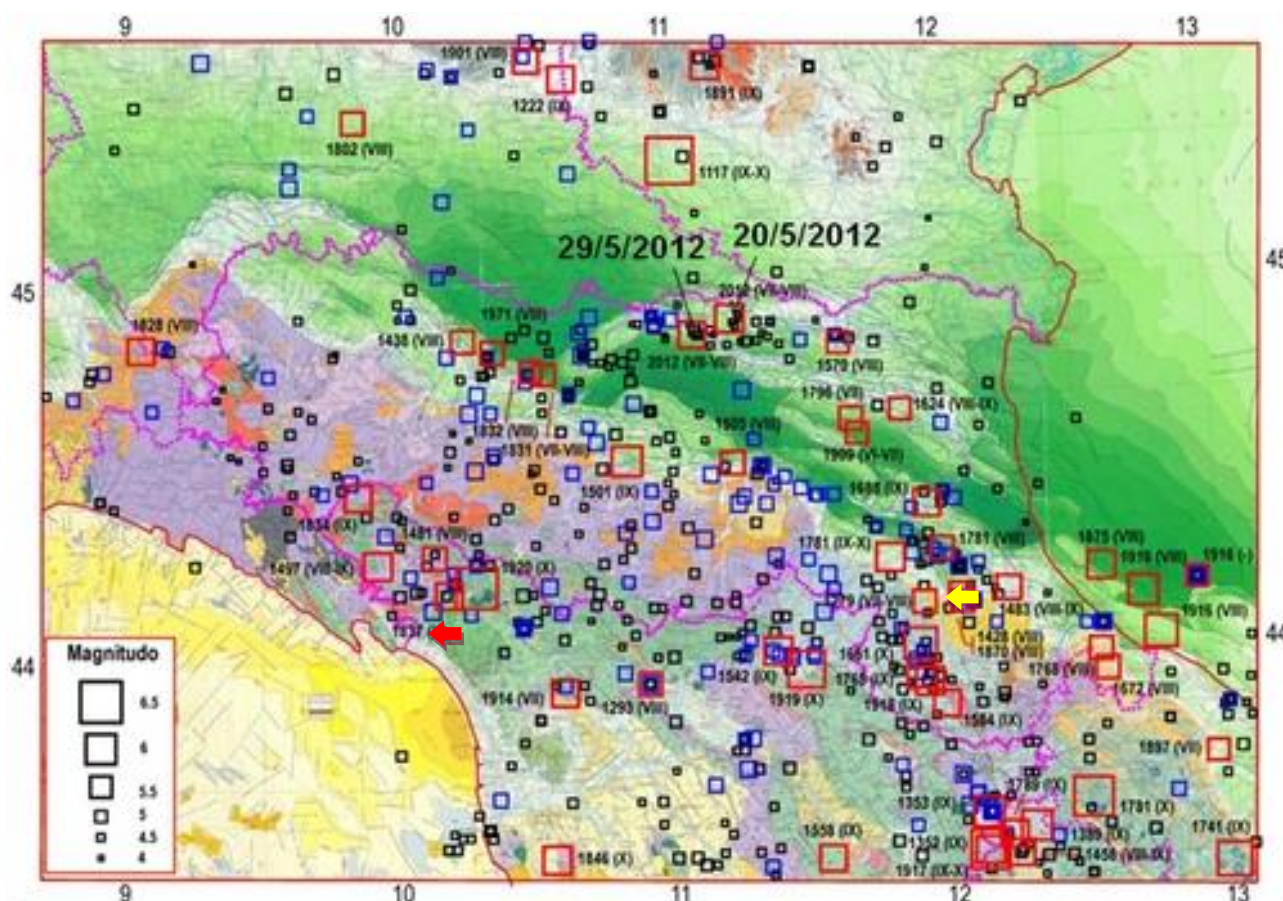 9 10 11 12 13
1901 (VIII)
1222 (IX)
1891 (IX)
1802 (VIII)
1117 (IX-X)
29/5/2012
20/5/2012
45
45
2012 (VII-VIII)
1971 (VIII)
1828 (VIII)
1438 (VIII)
2012 (VII-VIII)
1570 (VIII)
1796 (VII)
1624 (VIII-IX)
1832 (VIII)
1831 (VII-VIII)
1505 (VIII)
1909 (VI-VII)
1501 (IX)
1688 (IX)
1834 (IX)
1481 (VIII)
1781 (IX-X)
1781 (VIII)
1875 (VIII)
1916 (VIII)
1916 (-)
1497 (VIII-IX)
1920 (X)
1483 (VIII-IX)
1916 (VIII)
1428 (VIII)
1870 (VIII)
1661 (X)
1768 (VIII)
1672 (VIII)
44
44
Magnitudo
6.5
6
5.5
5
4.5
4
1542 (IX)
1919 (X)
1768 (IX)
1918 (IX)
1584 (IX)
1914 (VII)
1293 (VIII)
1897 (VII)
1789 (IX)
1353 (IX)
1781 (X)
1741 (IX)
1389 (IX)
1352 (IX)
1558 (IX)
1846 (X)
1458 (VIII-IX)
1917 (IX-X)
9 10 11 12 13